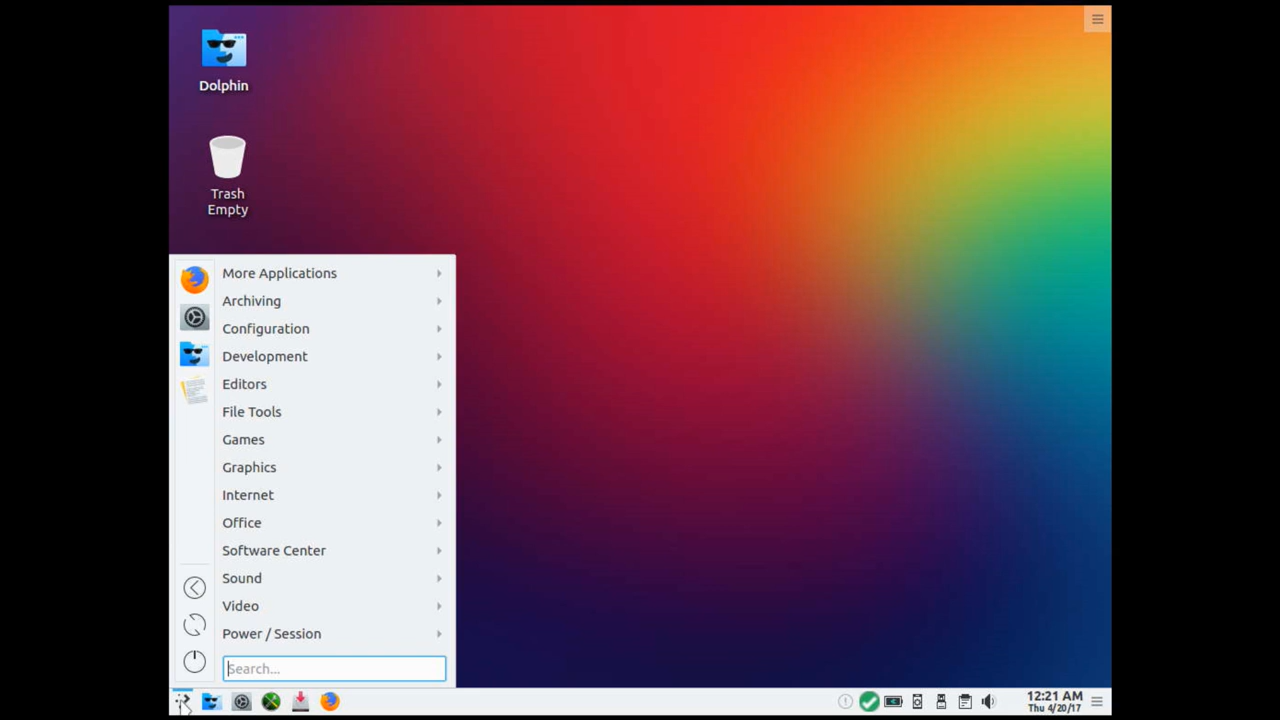 Dolphin
Trash
Empty
More Applications
Archiving
Configuration
Development
Editors
File Tools
Games
Graphics
Internet
Office
Software Center
Sound
Video
Power / Session
Search...
12:21 AM
Thu 4/20/17